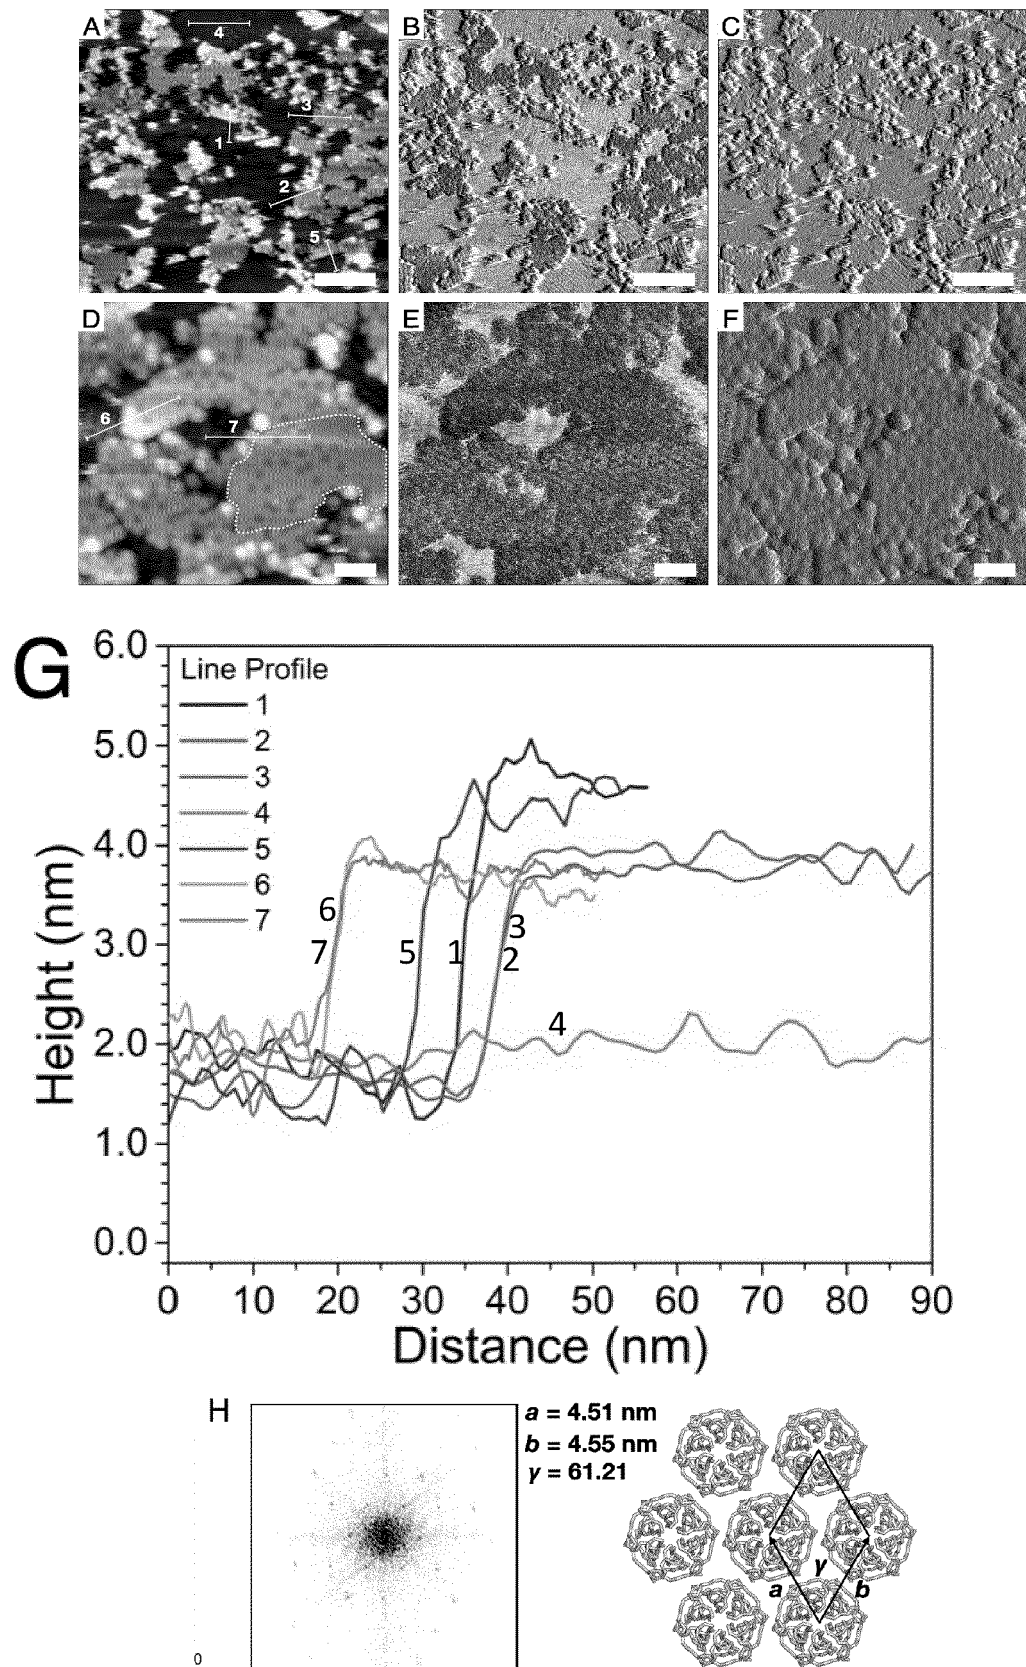 A
4
3
1
2
5
B
C
D
6
7
E
F
G
Line Profile
1
2
3
4
5
6
7
6.0
5.0
4.0
3.0
2.0
1.0
0.0
Height (nm)
6
7
5
1
3
2
4
0 10 20 30 40 50 60 70 80 90
Distance (nm)
H
a = 4.51 nm
b = 4.55 nm
γ = 61.21
γ
a
b
0